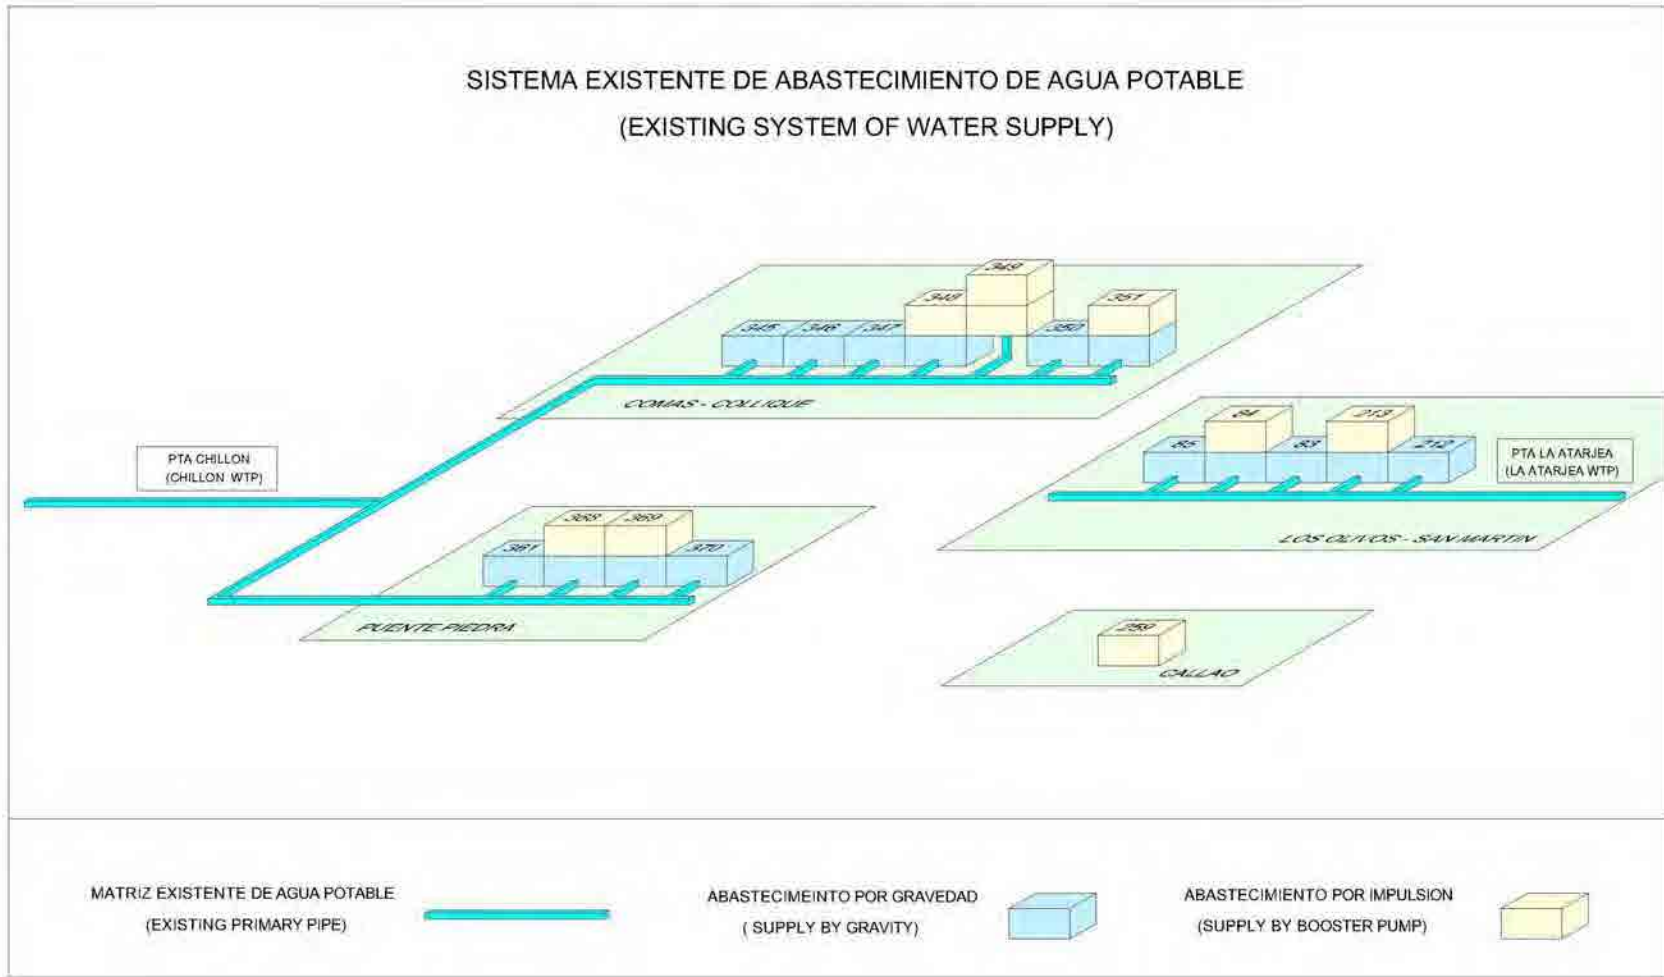 SISTEMA EXISTENTE DE ABASTECIMIENTO DE AGUA POTABLE
(EXISTING SYSTEM OF WATER SUPPLY)
349
348
351
345
346
347
350
COMAS - COLLIQUE
84
213
85
83
212
PTA LA ATARJEA
(LA ATARJEA WTP)
LOS OLIVOS - SAN MARTIN
PTA CHILLON
(CHILLON WTP)
368
369
361
370
PUENTE PIEDRA
259
CALLAO
MATRIZ EXISTENTE DE AGUA POTABLE
(EXISTING PRIMARY PIPE)
ABASTECIMEINTO POR GRAVEDAD
( SUPPLY BY GRAVITY)
ABASTECIMIENTO POR IMPULSION
(SUPPLY BY BOOSTER PUMP)